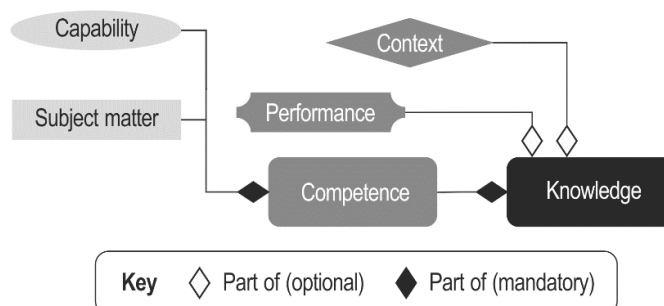 Capability
Context
Subject matter
Performance
Competence
Knowledge
Key Part of (optional) Part of (mandatory)